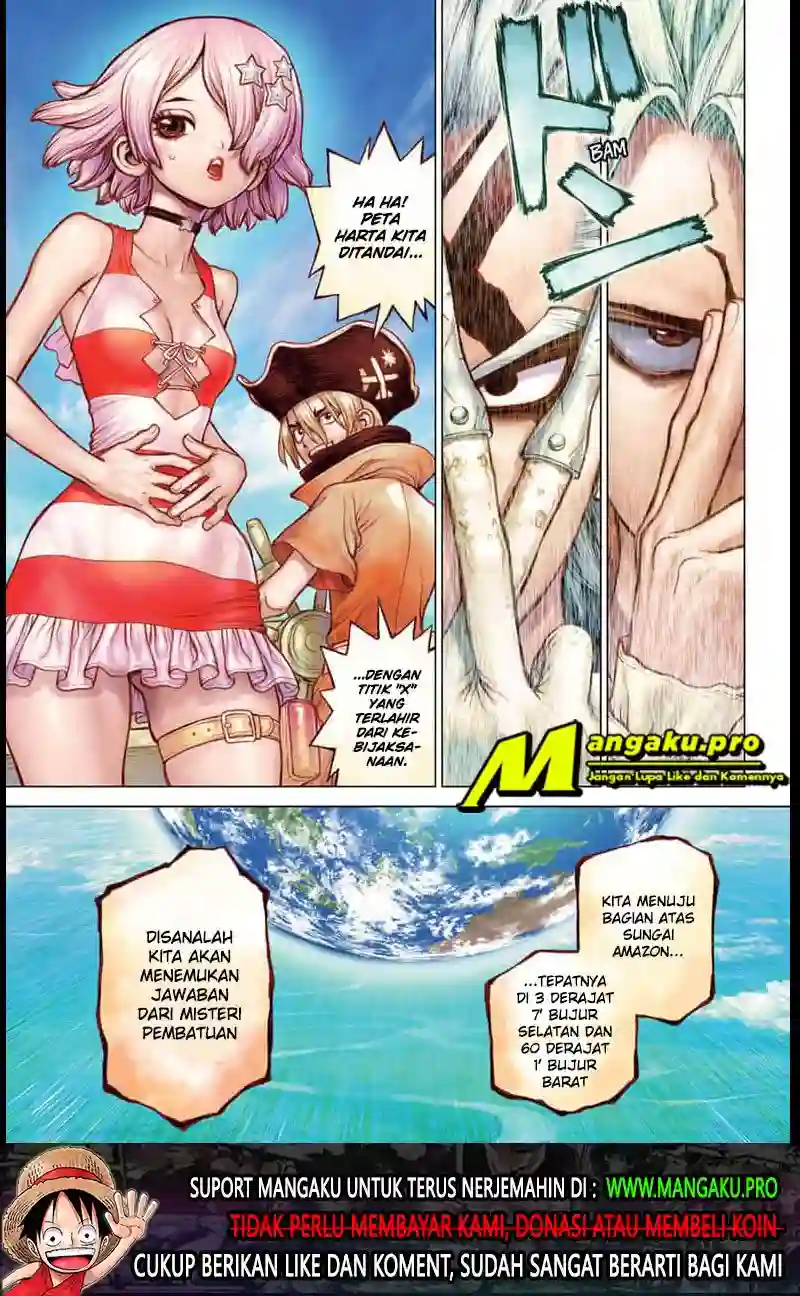 ドン
BAM
HA HA!
PETA
HARTA KITA
DITANDAI...
...DENGAN
TITIK "X"
YANG
TERLAHIR
DARI KE-
BIJAKSA-
NAAN.
Mangaku.pro
Jangan Lupa Like dan Komennya
KITA MENUJU
BAGIAN ATAS
SUNGAI
AMAZON...
...TEPATNYA
DI 3 DERAJAT
7' BUJUR
SELATAN DAN
60 DERAJAT
1' BUJUR
BARAT
DISANALAH
KITA AKAN
MENEMUKAN
JAWABAN
DARI MISTERI
PEMBATUAN
SUPORT MANGAKU UNTUK TERUS NERJEMAHIN DI : WWW.MANGAKU.PRO
TIDAK PERLU MEMBAYAR KAMI, DONASI ATAU MEMBELI KOIN
CUKUP BERIKAN LIKE DAN KOMENT, SUDAH SANGAT BERARTI BAGI KAMI